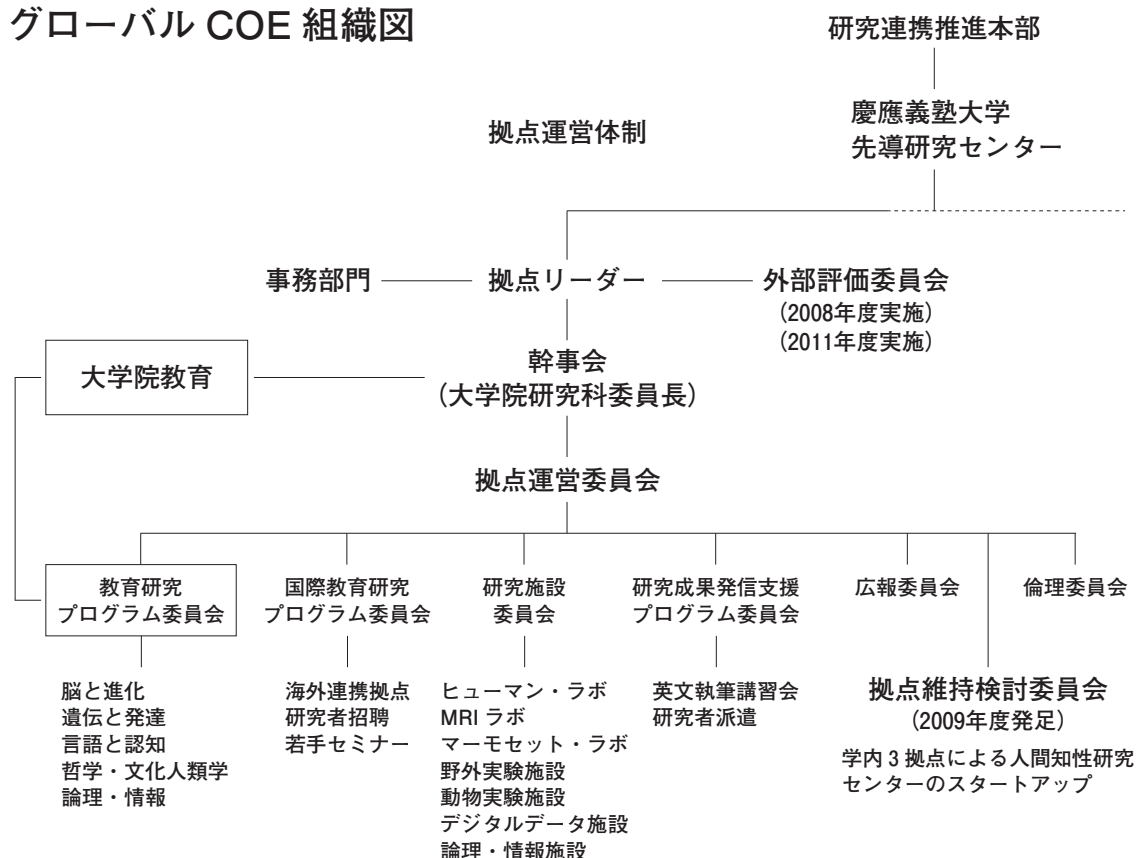 グローバル COE 組織図
研究連携推進本部
慶應義塾大学
先導研究センター
拠点運営体制
事務部門
拠点リーダー
外部評価委員会
(2008年度実施)
(2011年度実施)
大学院教育
幹事会
(大学院研究科委員長)
拠点運営委員会
教育研究
プログラム委員会
国際教育研究
プログラム委員会
研究施設
委員会
研究成果発信支援
プログラム委員会
広報委員会
倫理委員会
脳と進化
遺伝と発達
言語と認知
哲学・文化人類学
論理・情報
海外連携拠点
研究者招聘
若手セミナー
ヒューマン・ラボ
MRI ラボ
マーモセット・ラボ
野外実験施設
動物実験施設
デジタルデータ施設
論理・情報施設
英文執筆講習会
研究者派遣
拠点維持検討委員会
(2009年度発足)
学内 3 拠点による人間知性研究
センターのスタートアップ